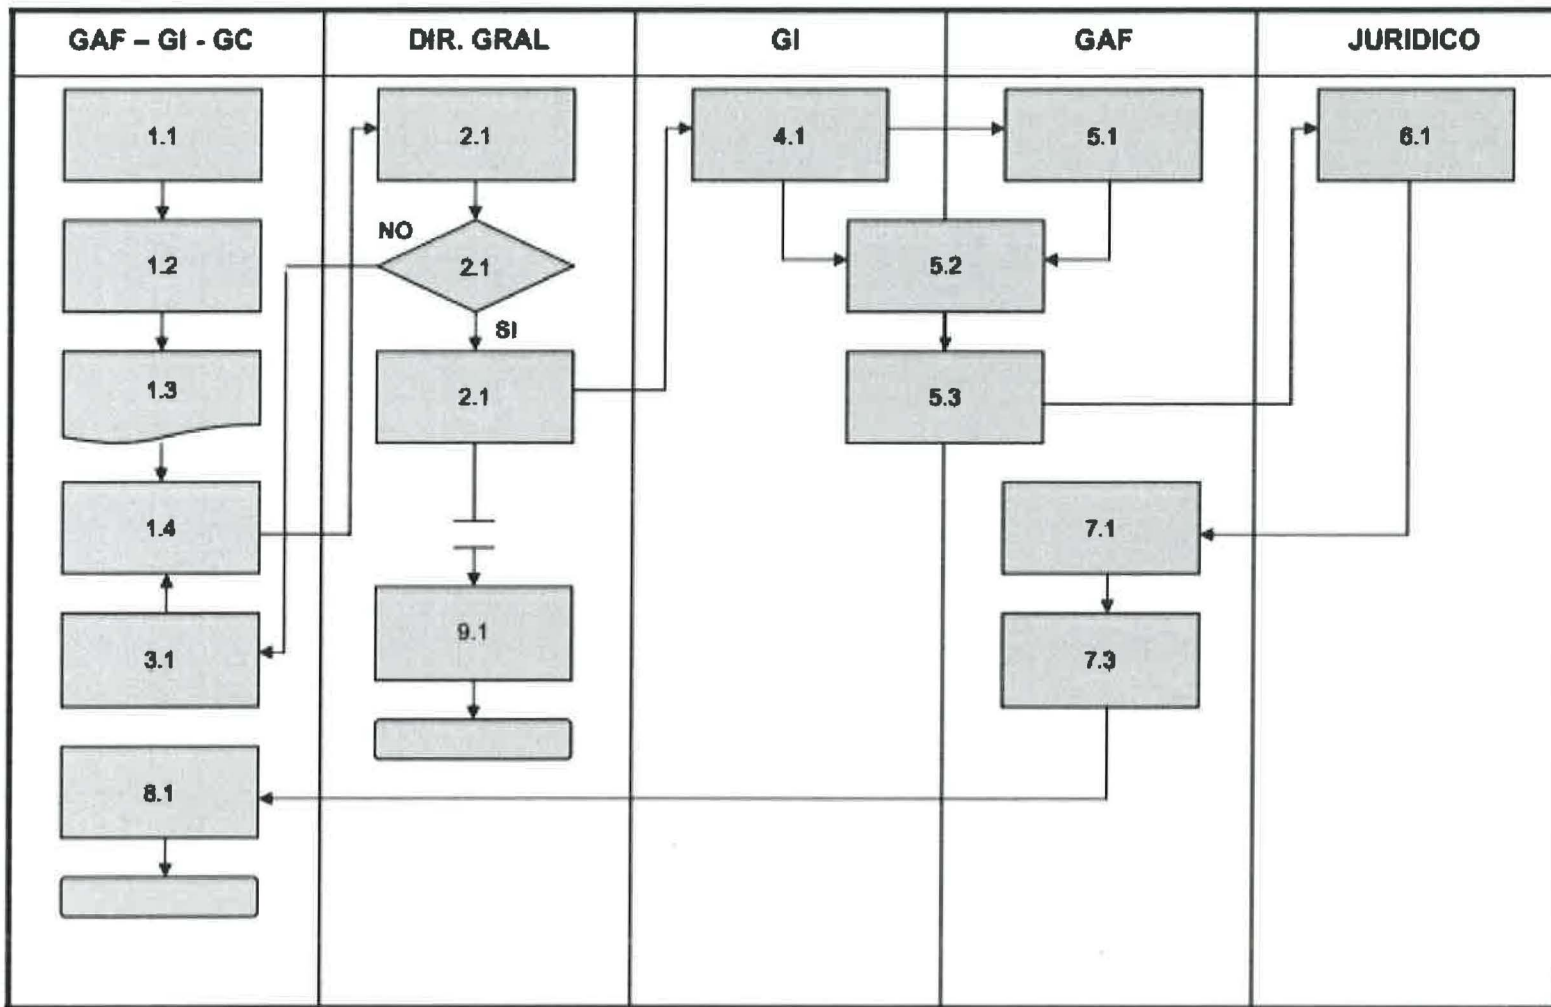 GAF – GI - GC
DIR. GRAL
GI
GAF
JURIDICO
1.1
2.1
4.1
5.1
6.1
NO
1.2
2.1
5.2
SI
1.3
2.1
5.3
1.4
7.1
9.1
3.1
7.3
8.1